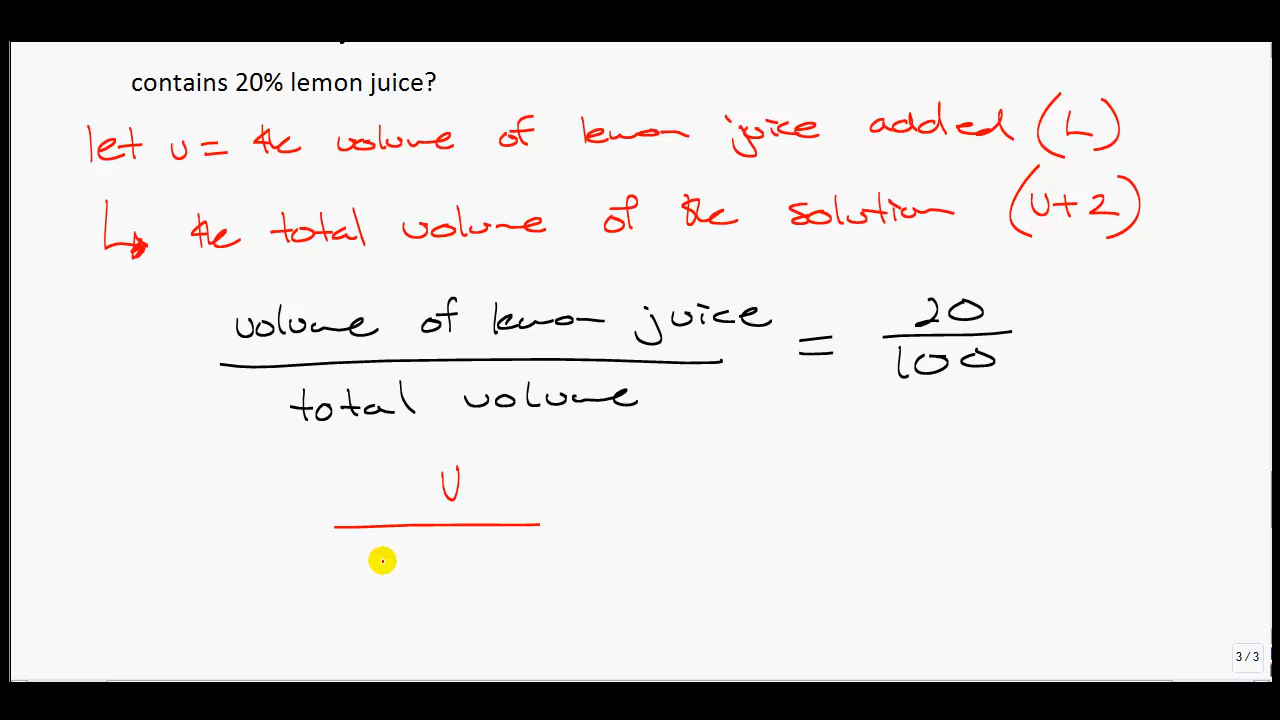 contains 20% lemon juice?
let v = the volume of lemon juice added (L)
↳ the total volume of the solution (v+2)
volume of lemon juice
total volume
=
20
100
v
3 / 3